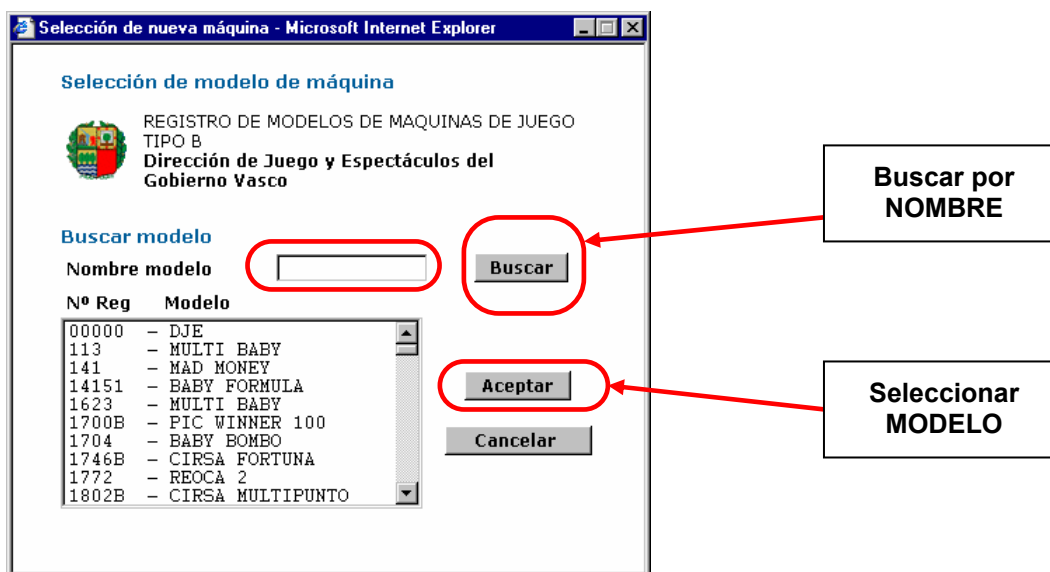 Selección de nueva máquina - Microsoft Internet Explorer
Selección de modelo de máquina
REGISTRO DE MODELOS DE MAQUINAS DE JUEGO
TIPO B
Dirección de Juego y Espectáculos del
Gobierno Vasco
Buscar modelo
Nombre modelo
Buscar
Nº Reg Modelo
00000 – DJE
113 – MULTI BABY
141 – MAD MONEY
14151 – BABY FORMULA
1623 – MULTI BABY
1700B – PIC WINNER 100
1704 – BABY BOMBO
1746B – CIRSA FORTUNA
1772 – REOCA 2
1802B – CIRSA MULTIPUNTO
Aceptar
Cancelar
Buscar por
NOMBRE
Seleccionar
MODELO